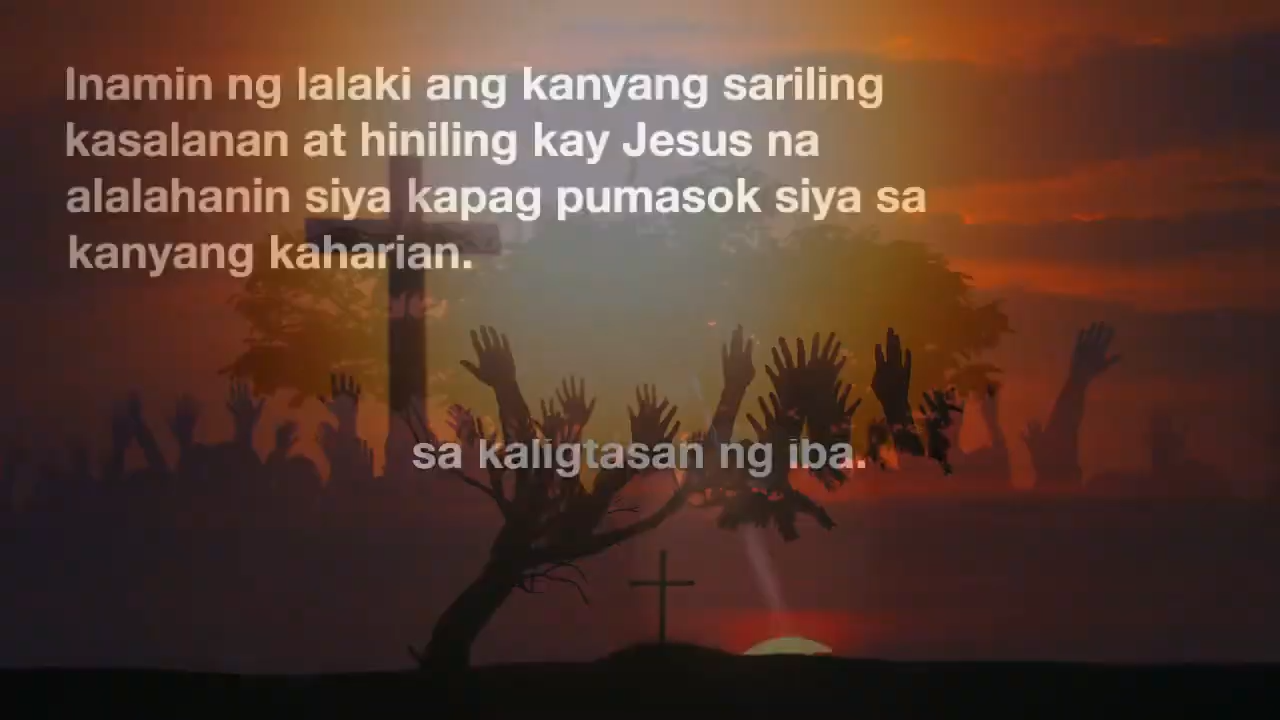 Inamin ng lalaki ang kanyang sariling
kasalanan at hiniling kay Jesus na
alalahanin siya kapag pumasok siya sa
kanyang kaharian.
sa kaligtasan ng iba.